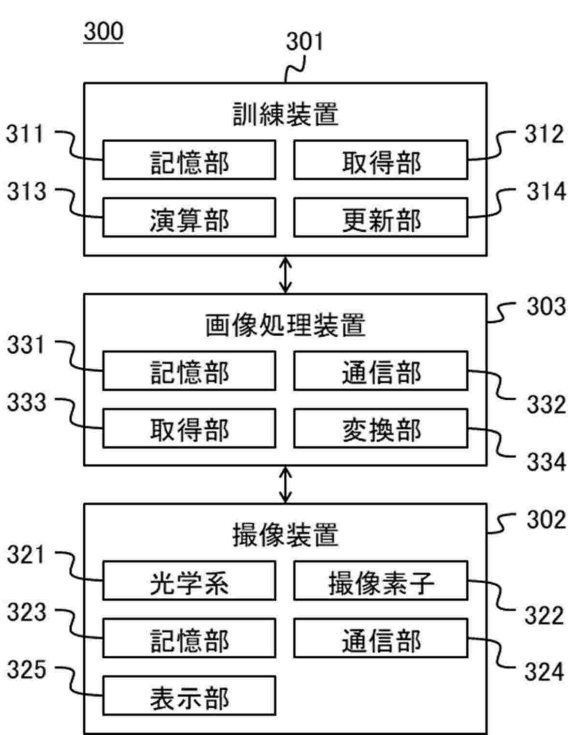 300
301
訓練装置
311
記憶部
取得部
312
313
演算部
更新部
314
画像処理装置
303
331
記憶部
通信部
332
333
取得部
変換部
334
撮像装置
302
321
光学系
撮像素子
322
323
記憶部
通信部
324
325
表示部